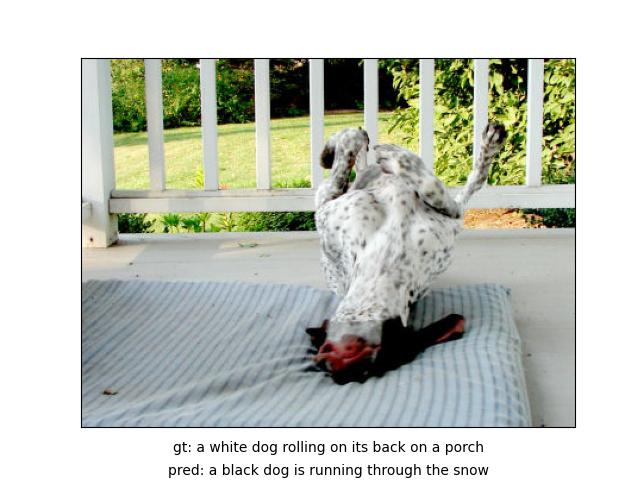 gt: a white dog rolling on its back on a porch
pred: a black dog is running through the snow